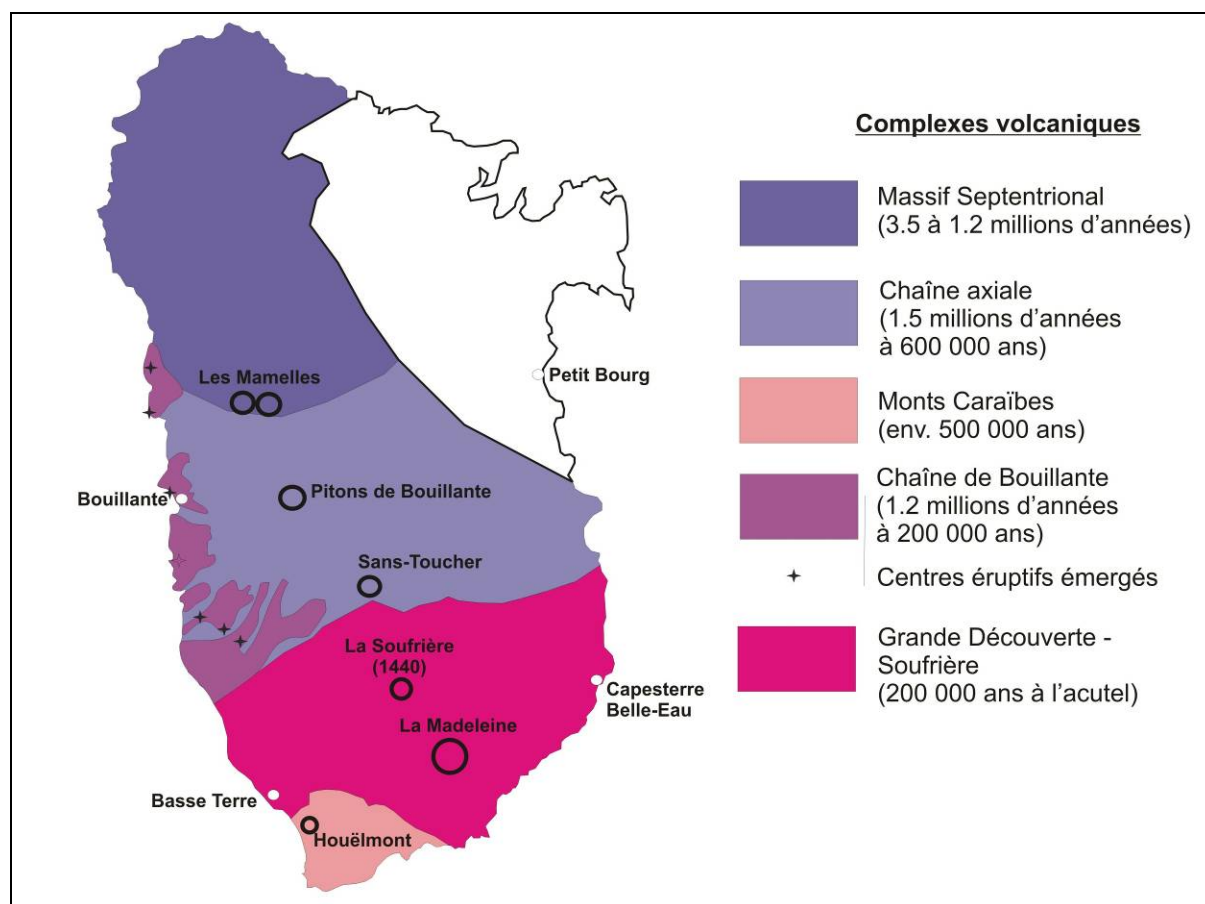 Complexes volcaniques
Massif Septentrional
(3.5 à 1.2 millions d'années)
Chaîne axiale
(1.5 millions d'années
à 600 000 ans)
Monts Caraïbes
(env. 500 000 ans)
Chaîne de Bouillante
(1.2 millions d'années
à 200 000 ans)
Centres éruptifs émergés
Grande Découverte -
Soufrière
(200 000 ans à l'acutel)
Les Mamelles
Petit Bourg
Bouillante
Pitons de Bouillante
Sans-Toucher
La Soufrière
(1440)
Capesterre
Belle-Eau
La Madeleine
Basse Terre
Houëlmont